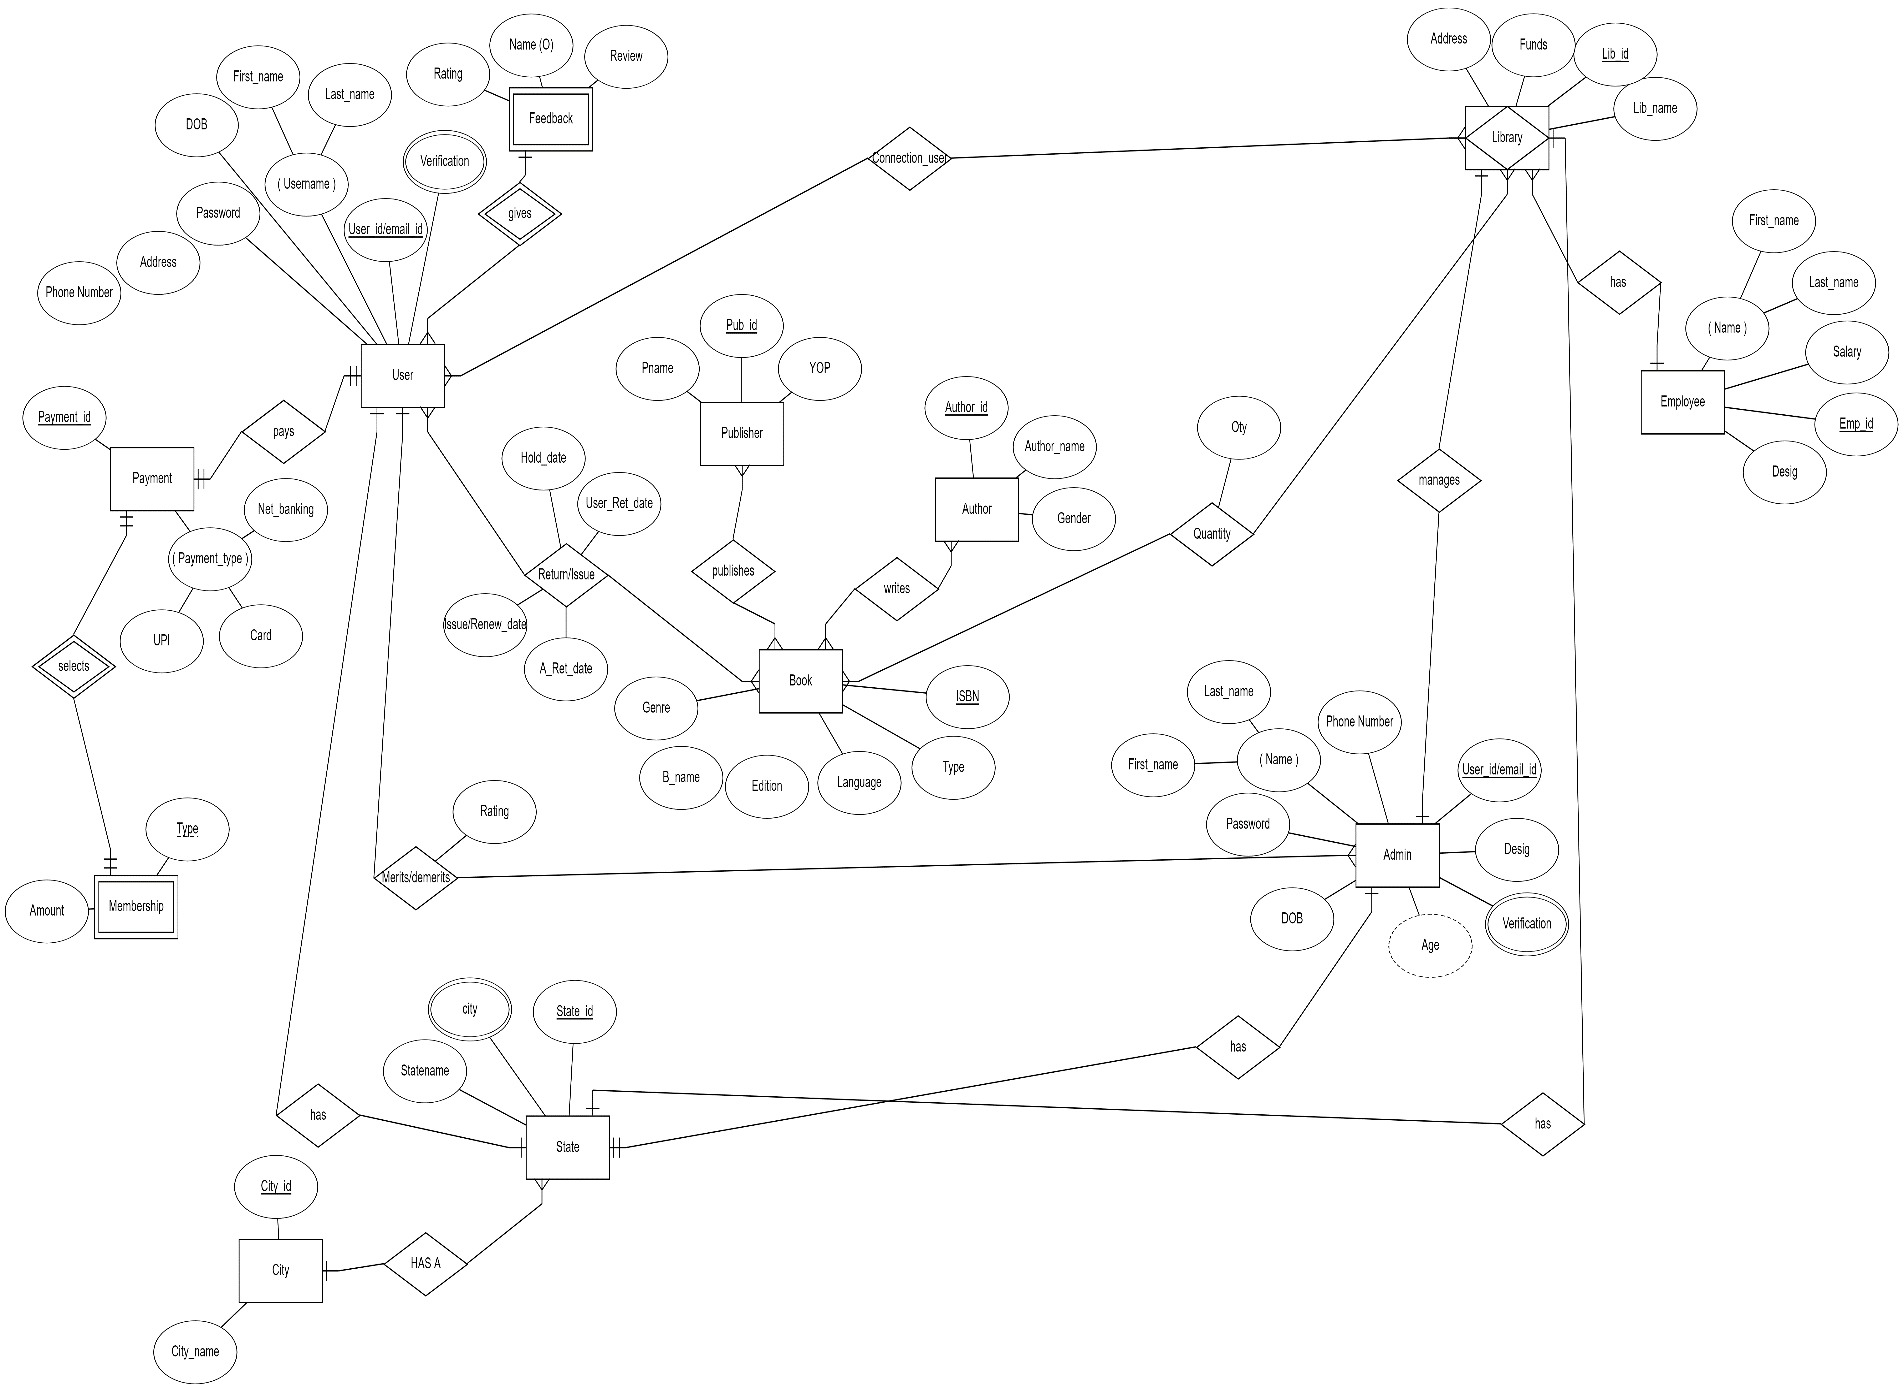 Name (O)
Review
Rating
First_name
Last_name
DOB
Feedback
Verification
( Username )
Password
gives
User_id/email_id
Address
Phone Number
Connection_user
Address
Funds
Lib_id
Lib_name
Library
First_name
has
Last_name
( Name )
Salary
Employee
Emp_id
Desig
User
Pub_id
Pname
YOP
Publisher
Author_id
Author_name
Author
Gender
Payment_id
pays
Payment
Net_banking
( Payment_type )
UPI
Card
selects
Hold_date
User_Ret_date
Return/Issue
Issue/Renew_date
A_Ret_date
publishes
writes
Qty
Quantity
manages
Book
Genre
ISBN
B_name
Edition
Language
Type
Last_name
Phone Number
First_name
( Name )
User_id/email_id
Password
Admin
Desig
DOB
Age
Verification
Rating
Merits/demerits
Type
Amount
Membership
city
State_id
Statename
has
has
has
State
City_id
City
HAS A
City_name